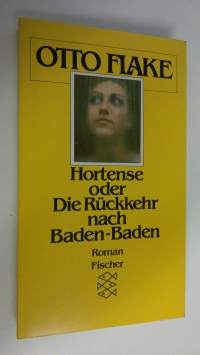 OTTO FLAKE
Hortense
oder
Die Rückkehr
nach
Baden-Baden
Roman
Fischer